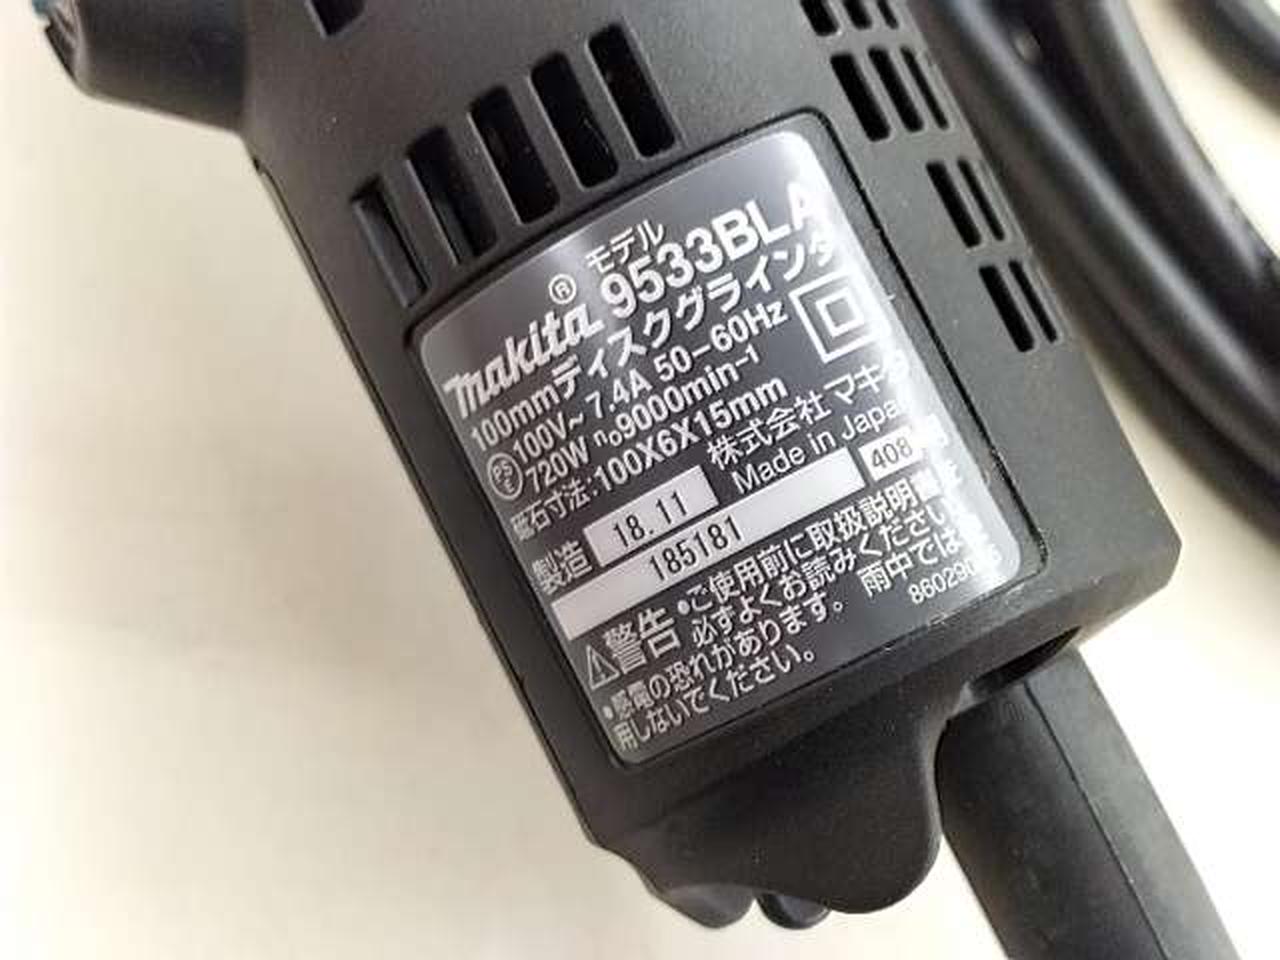 モデル
makita® 9533BLA
100mmディスクグラインダ
PSE 100V~ 7.4A 50-60Hz
720W n₀9000min⁻¹
砥石寸法:100X6X15mm
株式会社マキタ
製造 18.11 Made in Japan
185181 408
⚠警告 •ご使用前に取扱説明書を
必ずよくお読みください。
•感電の恐れがあります。雨中では使
用しないでください。